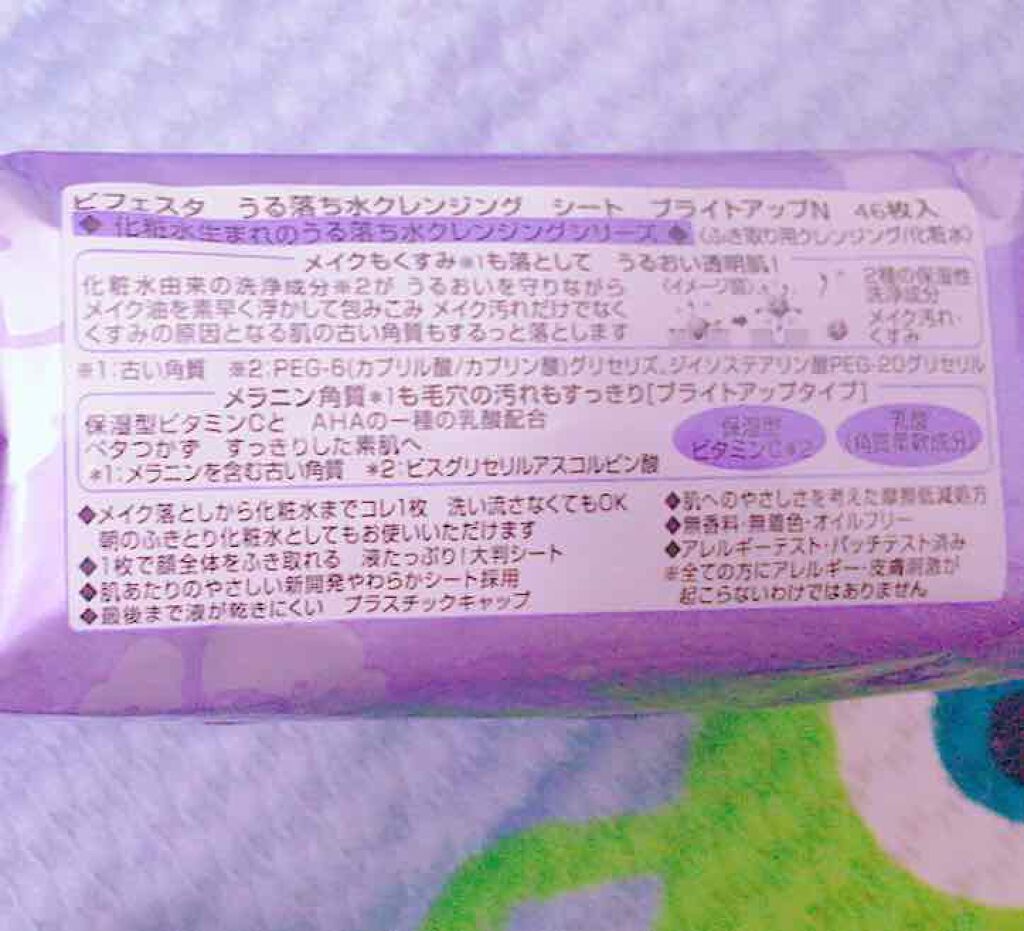 ビフェスタ うる落ち水クレンジング シート ブライトアップN 46枚入
◆化粧水生まれのうる落ち水クレンジングシリーズ◆ (ふき取り用クレンジング化粧水)
メイクもくすみ※1も落として うるおい透明肌!
化粧水由来の洗浄成分※2が うるおいを守りながら
メイク油を素早く浮かして包みこみ メイク汚れだけでなく
くすみの原因となる肌の古い角質もするっと落とします
〈イメージ図〉
2種の保湿性
洗浄成分
メイク汚れ・
くすみ
※1:古い角質 ※2:PEG-6(カプリル酸/カプリン酸)グリセリズ、ジイソステアリン酸PEG-20グリセリル
メラニン角質※1も毛穴の汚れもすっきり[ブライトアップタイプ]
保湿型ビタミンCと AHAの一種の乳酸配合
ベタつかず すっきりした素肌へ
※1:メラニンを含む古い角質 ※2:ビスグリセリルアスコルビン酸
保湿型
ビタミンC※2
乳酸
(角質柔軟成分)
◆メイク落としから化粧水までコレ1枚 洗い流さなくてもOK
朝のふきとり化粧水としてもお使いいただけます
◆1枚で顔全体をふき取れる 液たっぷり!大判シート
◆肌あたりのやさしい新開発やわらかシート採用
◆最後まで液が乾きにくい プラスチックキャップ
◆肌へのやさしさを考えた摩擦低減処方
◆無香料・無着色・オイルフリー
◆アレルギーテスト・パッチテスト済み
※全ての方にアレルギー・皮膚刺激が
起こらないわけではありません